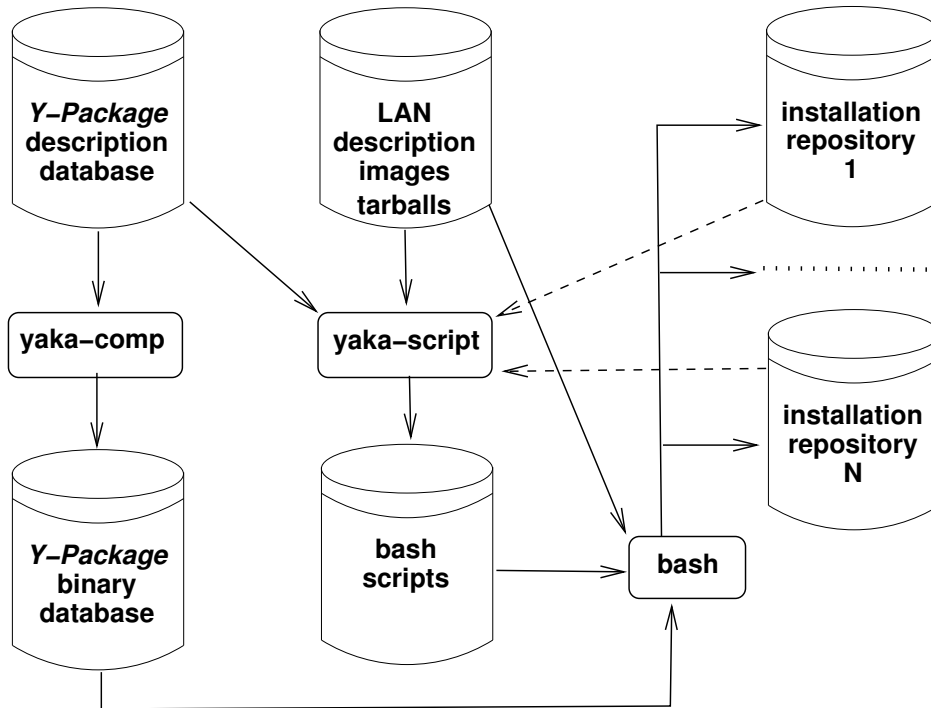 Y–Package
description
database
LAN
description
images
tarballs
installation
repository
1
yaka–comp
yaka–script
installation
repository
N
Y–Package
binary
database
bash
scripts
bash